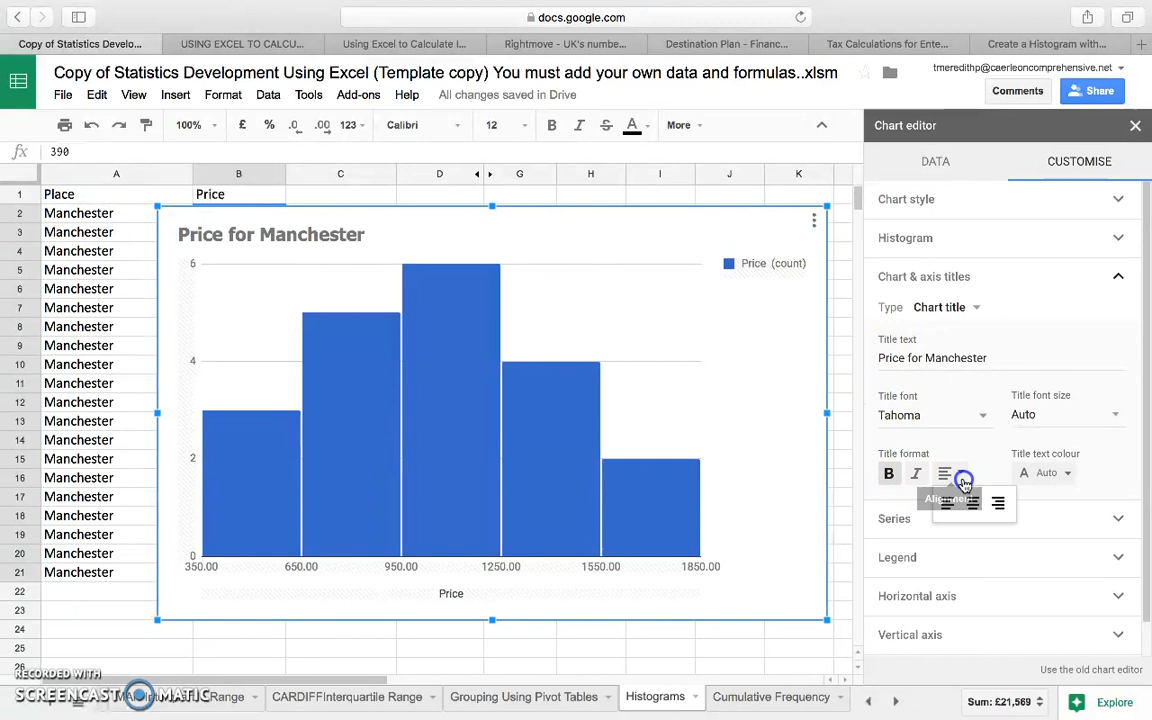 docs.google.com
Copy of Statistics Develo...
USING EXCEL TO CALCU...
Using Excel to Calculate I...
Rightmove - UK's numbe...
Destination Plan - Financ...
Tax Calculations for Ente...
Create a Histogram with...
Copy of Statistics Development Using Excel (Template copy) You must add your own data and formulas..xlsm
tmeredithp@caerleoncomprehensive.net
File Edit View Insert Format Data Tools Add-ons Help All changes saved in Drive
Comments
Share
100% £ % .0 .00 123 Calibri 12 B I S A More
fx 390
A B C D G H I J K
1 Place Price
2 Manchester
3 Manchester
4 Manchester
5 Manchester
6 Manchester
7 Manchester
8 Manchester
9 Manchester
10 Manchester
11 Manchester
12 Manchester
13 Manchester
14 Manchester
15 Manchester
16 Manchester
17 Manchester
18 Manchester
19 Manchester
20 Manchester
21 Manchester
22
23
24
25
26
Price for Manchester
Price (count)
6
4
2
0
350.00 650.00 950.00 1250.00 1550.00 1850.00
Price
Chart editor
DATA CUSTOMISE
Chart style
Histogram
Chart & axis titles
Type Chart title
Title text
Price for Manchester
Title font Title font size
Tahoma Auto
Title format Title text colour
B I A Auto
Series
Legend
Horizontal axis
Vertical axis
Use the old chart editor
RECORDED WITH
SCREENCAST MATIC
Interquartile Range
CARDIFFInterquartile Range
Grouping Using Pivot Tables
Histograms
Cumulative Frequency
Sum: £21,569
Explore